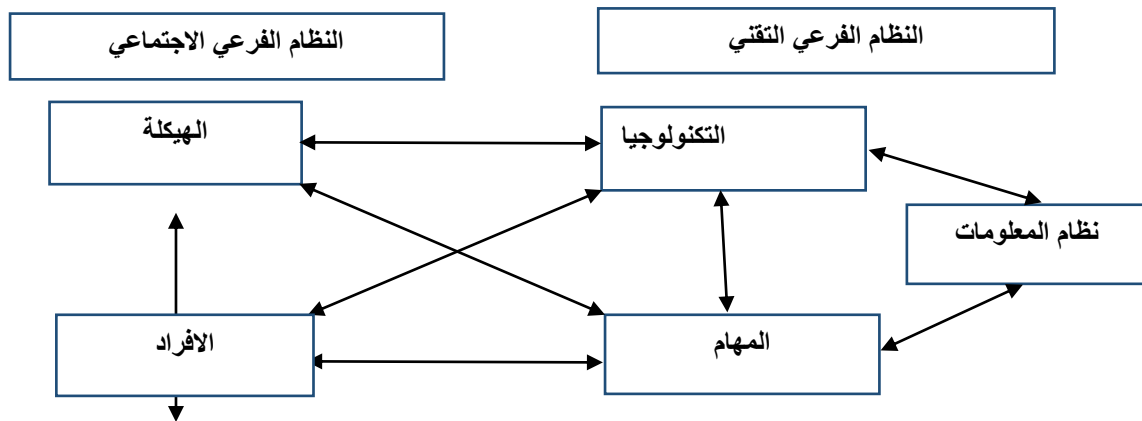 النظام الفرعي التقني
النظام الفرعي الاجتماعي
التكنولوجيا
الهيكلة
نظام المعلومات
المهام
الافراد